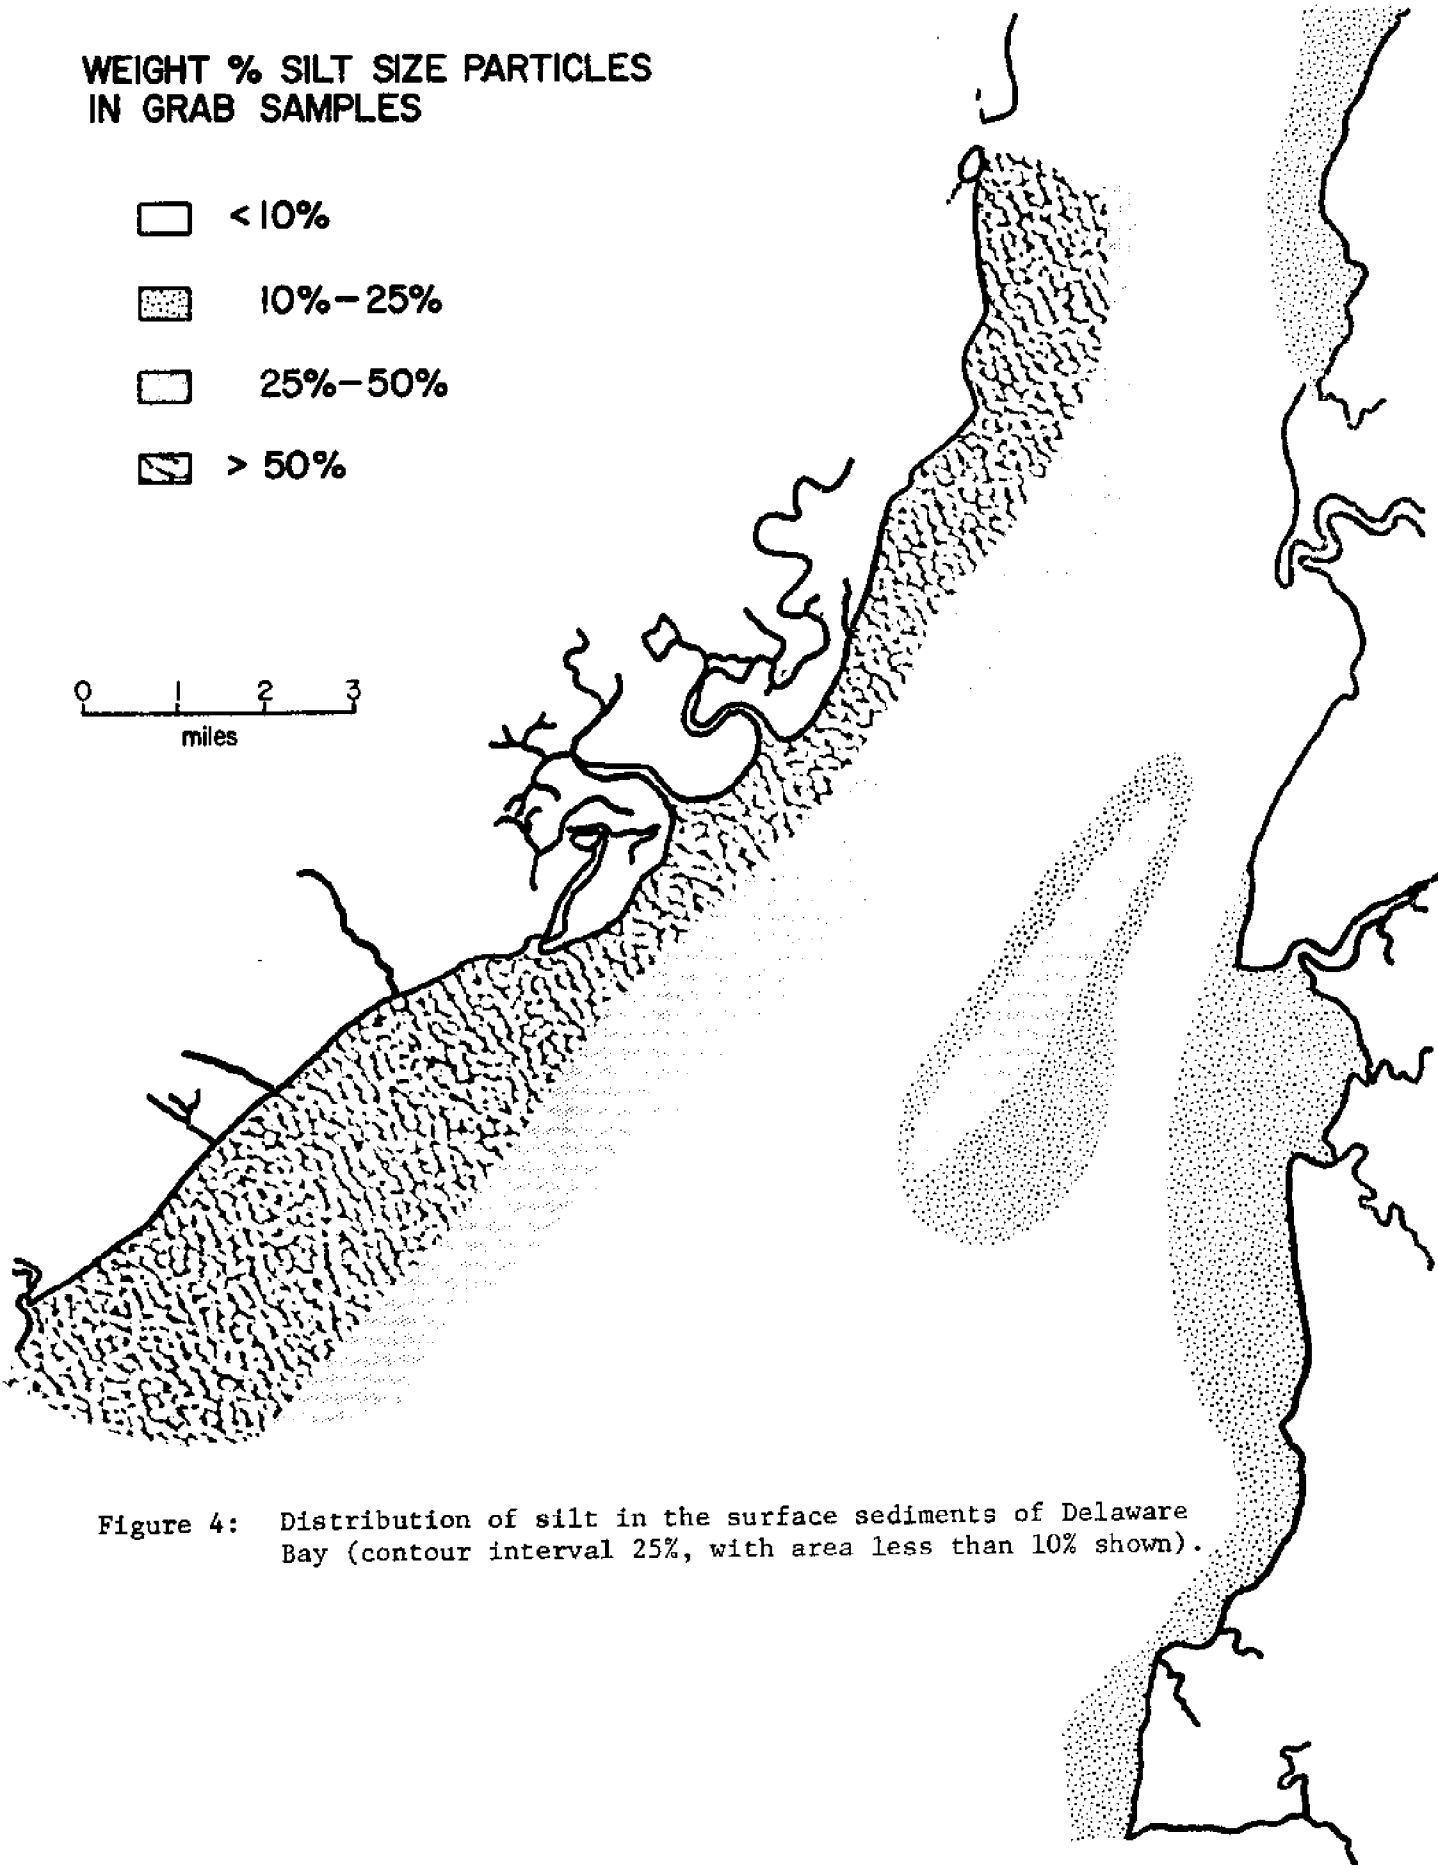 WEIGHT % SILT SIZE PARTICLES
IN GRAB SAMPLES
< 10%
10%-25%
25%-50%
> 50%
0 1 2 3
miles
Figure 4: Distribution of silt in the surface sediments of Delaware
Bay (contour interval 25%, with area less than 10% shown).